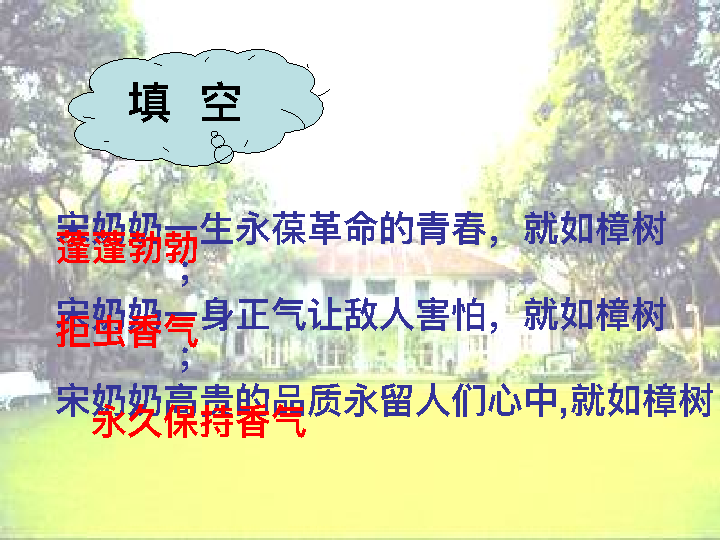 填 空
宋奶奶一生永葆革命的青春，就如樟树
蓬蓬勃勃
；
宋奶奶一身正气让敌人害怕，就如樟树
拒虫香气
；
宋奶奶高贵的品质永留人们心中,就如樟树
永久保持香气